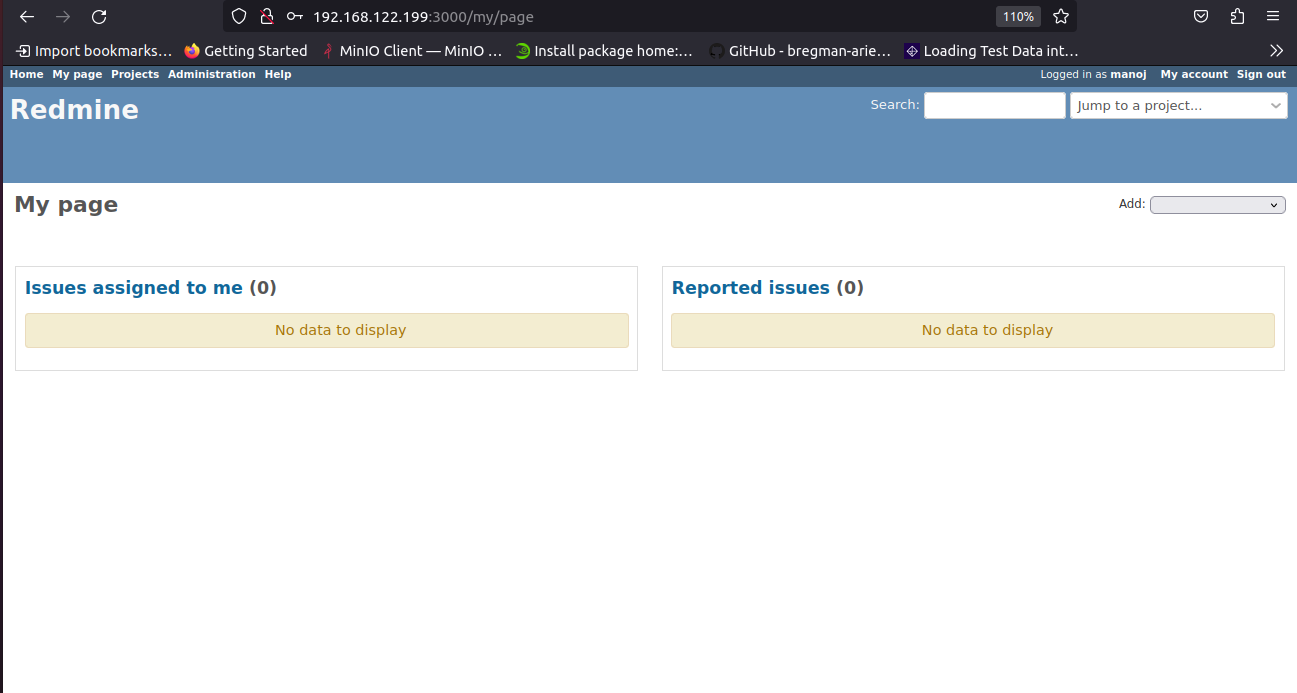 192.168.122.199:3000/my/page 110%
Import bookmarks... Getting Started MinIO Client — MinIO ... Install package home:... GitHub - bregman-arie... Loading Test Data int...
Home My page Projects Administration Help Logged in as manoj My account Sign out
Redmine Search: Jump to a project...
My page Add:
Issues assigned to me (0) Reported issues (0)
No data to display No data to display